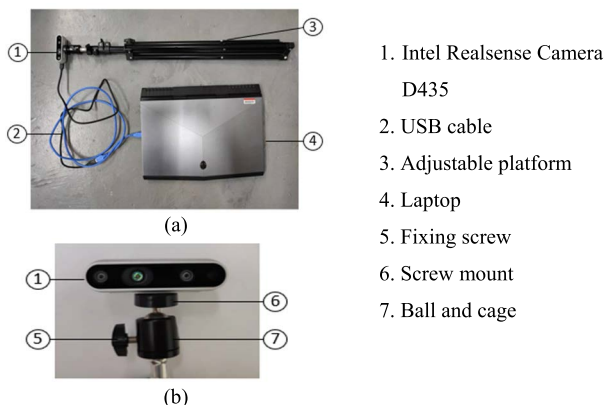 1
3
2
4
(a)
1
6
5
7
(b)
1. Intel Realsense Camera
D435
2. USB cable
3. Adjustable platform
4. Laptop
5. Fixing screw
6. Screw mount
7. Ball and cage